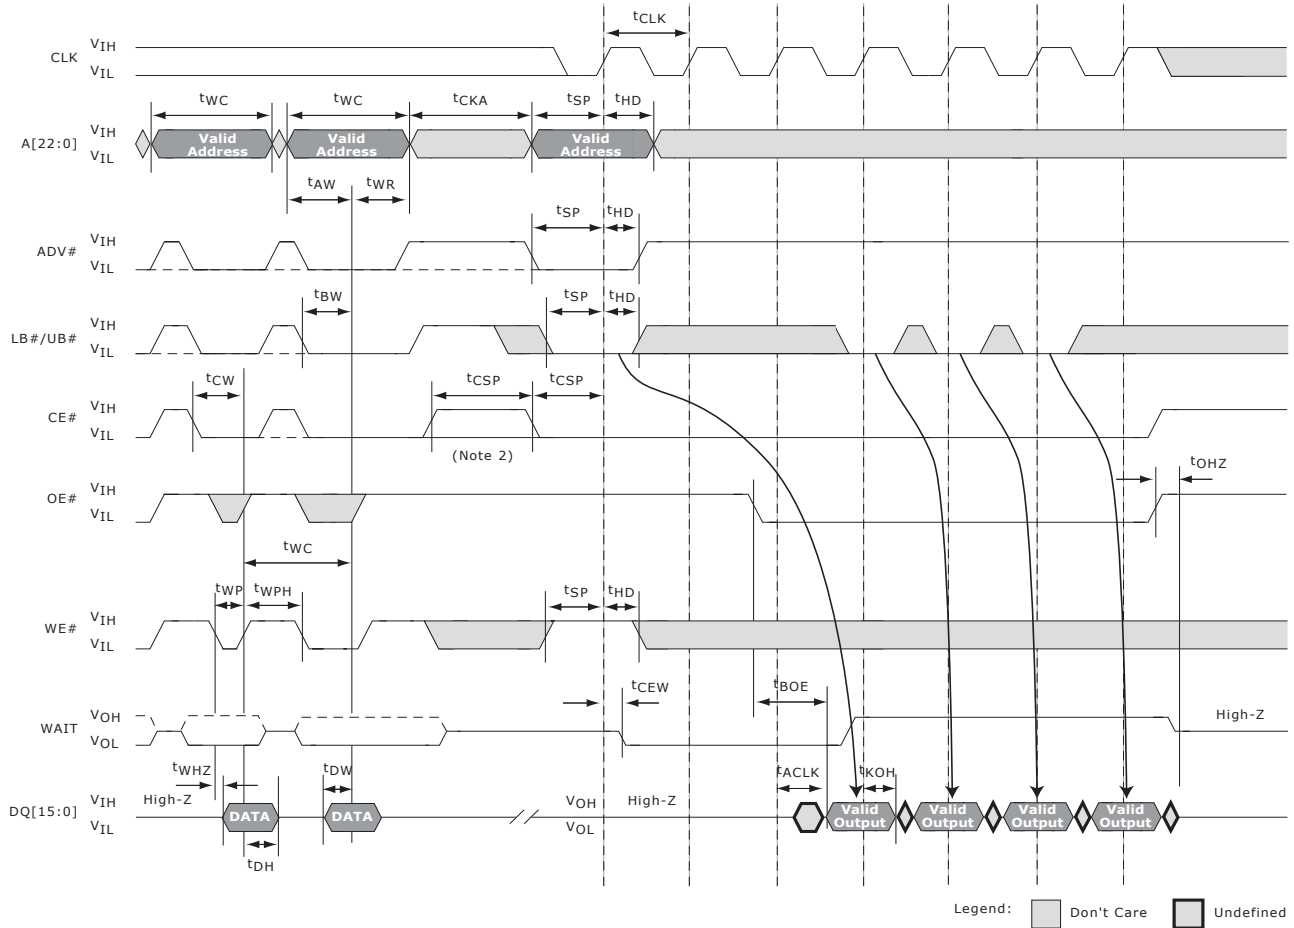 tCLK
CLK
VIH
VIL
tWC
tWC
tCKA
tSP
tHD
A[22:0]
VIH
VIL
Valid
Address
Valid
Address
Valid
Address
tAW
tWR
tSP
tHD
ADV#
VIH
VIL
tBW
tSP
tHD
LB#/UB#
VIH
VIL
tCW
tCSP
tCSP
CE#
VIH
VIL
(Note 2)
tOHZ
OE#
VIH
VIL
tWC
tWP
tWPH
tSP
tHD
WE#
VIH
VIL
tCEW
tBOE
WAIT
VOH
VOL
High-Z
tWHZ
tDW
tACLK
tKOH
DQ[15:0]
VIH
VIL
High-Z
DATA
DATA
VOH
VOL
High-Z
Valid
Output
Valid
Output
Valid
Output
Valid
Output
tDH
Legend:
Don't Care
Undefined